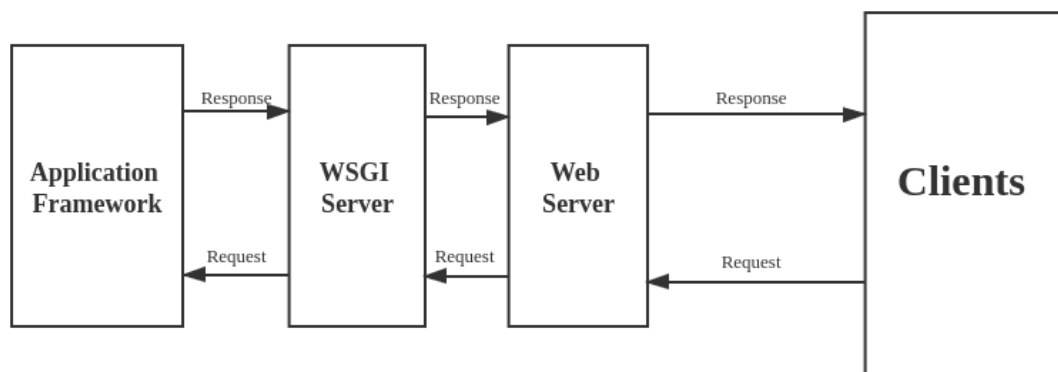 Response
Response
Response
Application
Framework
WSGI
Server
Web
Server
Clients
Request
Request
Request